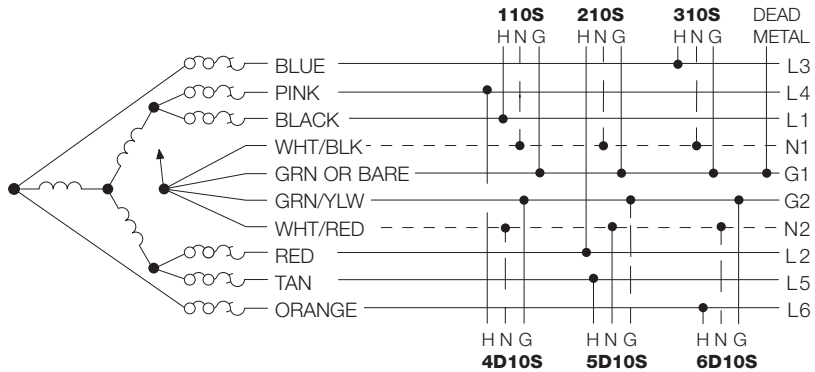 110S 210S 310S DEAD
H N G H N G H N G METAL
BLUE L3
PINK L4
BLACK L1
WHT/BLK N1
GRN OR BARE G1
GRN/YLW G2
WHT/RED N2
RED L2
TAN L5
ORANGE L6
H N G H N G H N G
4D10S 5D10S 6D10S